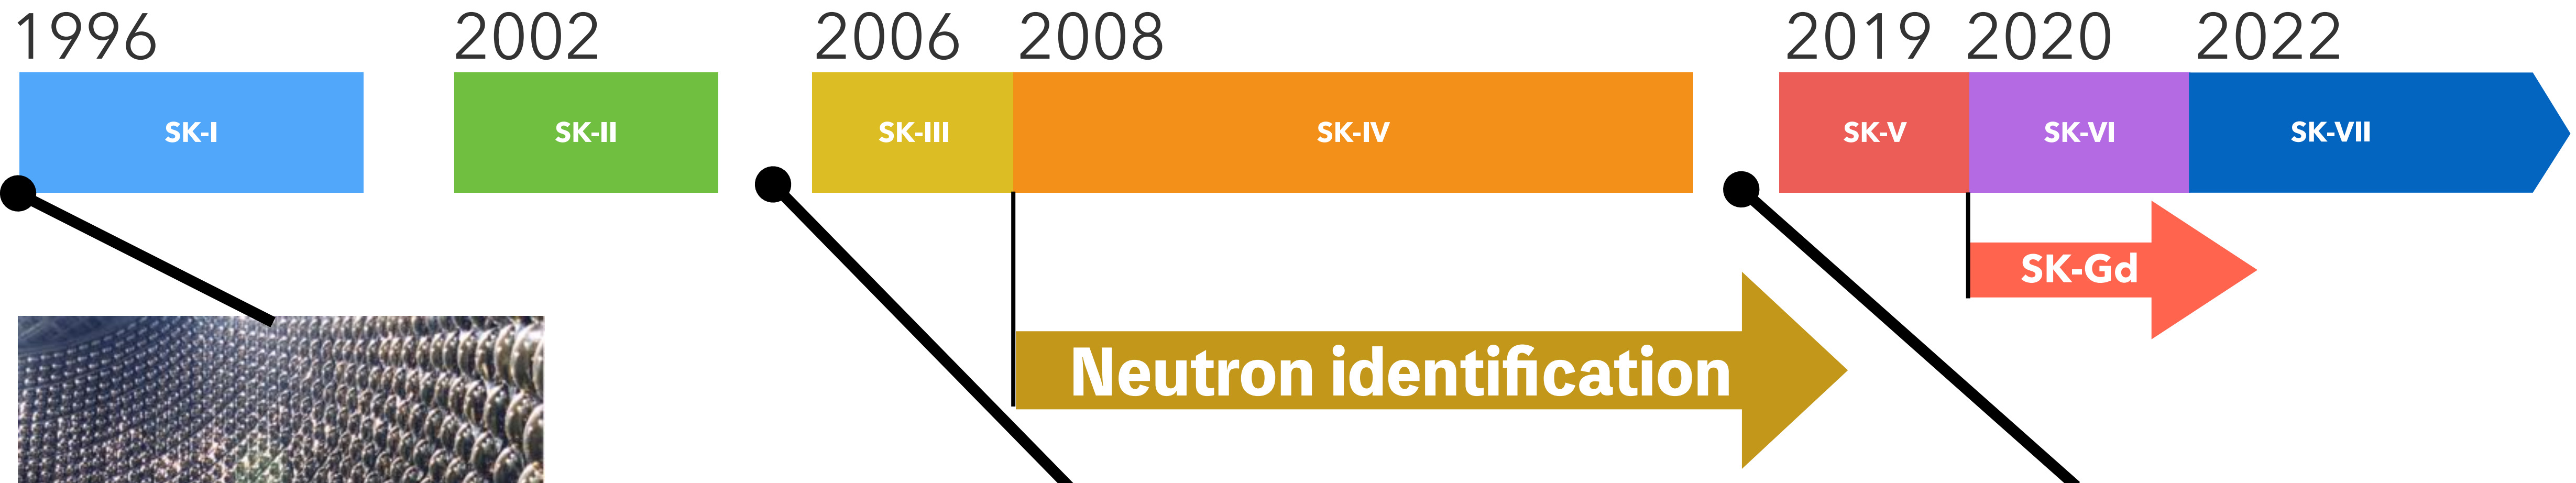 1996 2002 2006 2008 2019 2020 2022
SK-I SK-II SK-III SK-IV SK-V SK-VI SK-VII
SK-Gd
Neutron identification